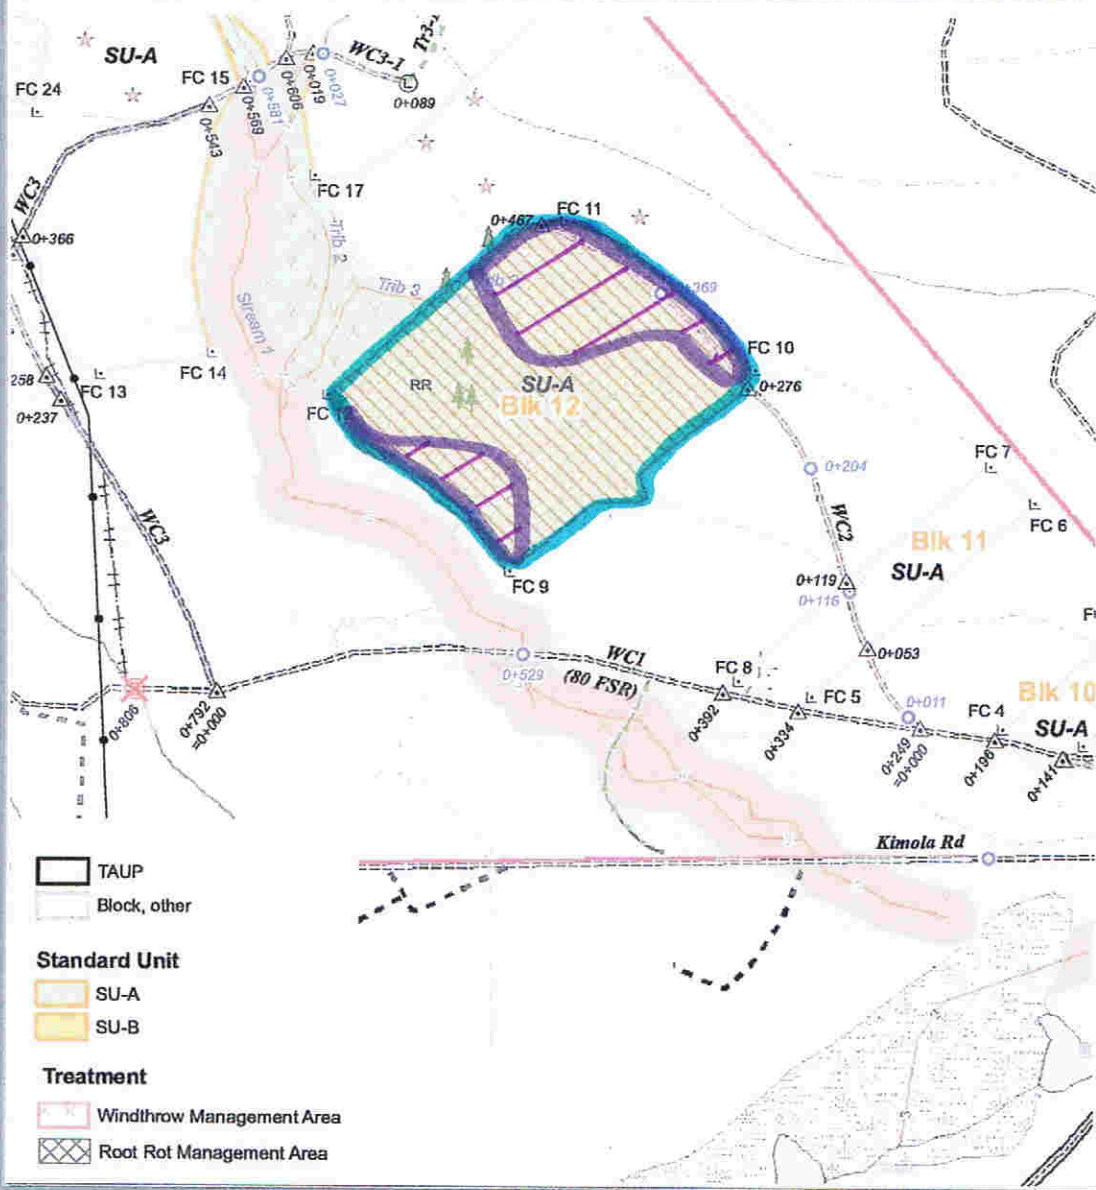 Tr3-
SU-A
WC3-1
FC 15
0+027
0+019
0+606
FC 24
0+089
0+581
0+569
0+543
FC 17
WC3
0+366
FC 11
0+467
Trib 2
Trib 3
369
Stream 1
FC 10
FC 14
FC 13
258
0+237
RR
SU-A
Blk 12
0+276
FC 7
0+204
FC 6
WC3
WC2
Blk 11
SU-A
0+119
0+116
FC 9
0+053
WC1
(80 FSR)
FC 8
0+529
FC 5
Blk 10
SU-A
0+011
FC 4
0+806
0+792
=0+000
0+392
0+334
0+249
=0+000
0+196
0+141
Kimola Rd
TAUP
Block, other
Standard Unit
SU-A
SU-B
Treatment
Windthrow Management Area
Root Rot Management Area